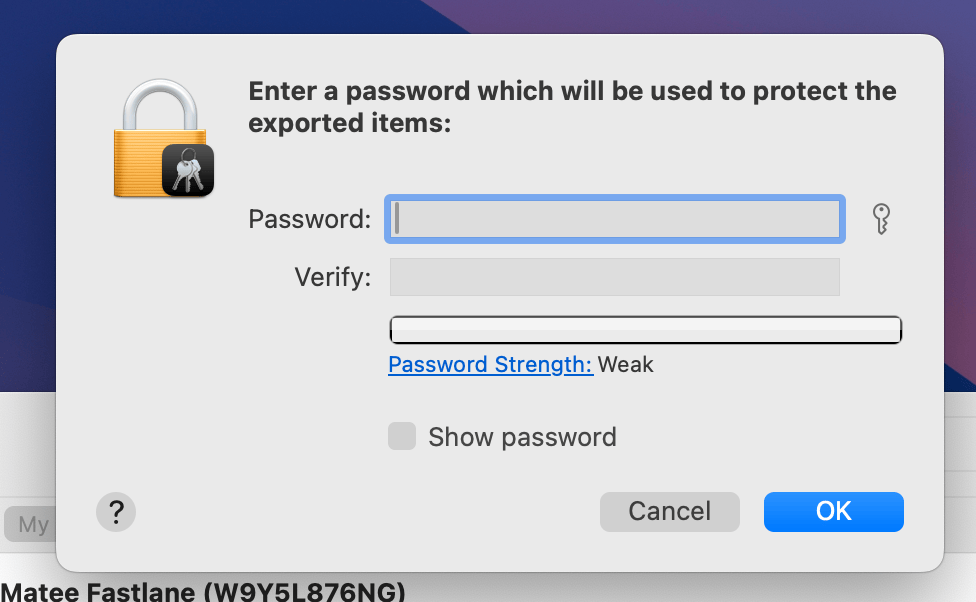 Enter a password which will be used to protect the
exported items:
Password:
Verify:
Password Strength: Weak
Show password
?
Cancel
OK
My
Matee Fastlane (W9Y5L876NG)